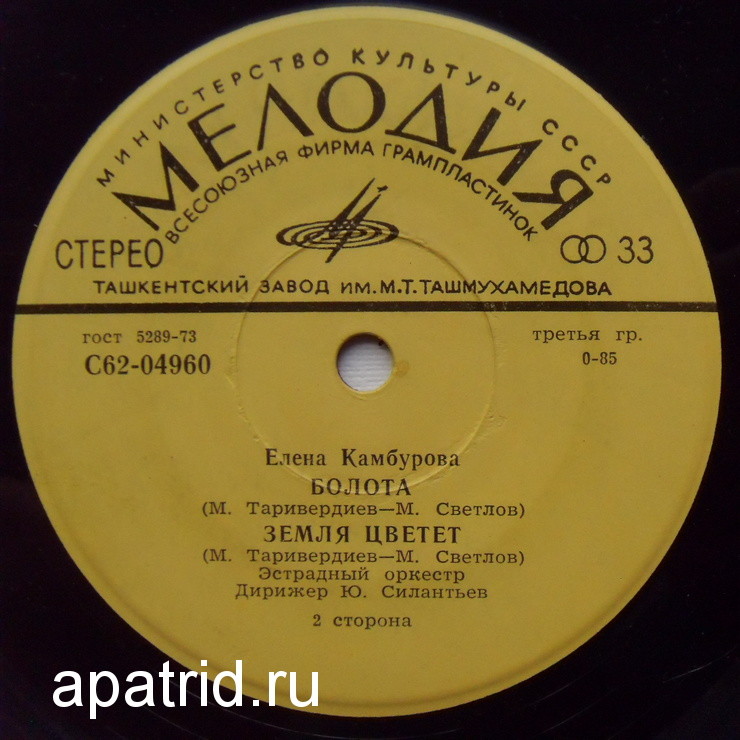 МИНИСТЕРСТВО КУЛЬТУРЫ СССР
МЕЛОДИЯ
ВСЕСОЮЗНАЯ ФИРМА ГРАМПЛАСТИНОК
СТЕРЕО 33
ТАШКЕНТСКИЙ ЗАВОД ИМ.М.Т.ТАШМУХАМЕДОВА
гост 5289-73 третья гр.
С62-04960 0-85
Елена Камбурова
БОЛОТА
(М. Таривердиев—М. Светлов)
ЗЕМЛЯ ЦВЕТЕТ
(М. Таривердиев—М. Светлов)
Эстрадный оркестр
Дирижер Ю. Силантьев
2 сторона
apatrid.ru